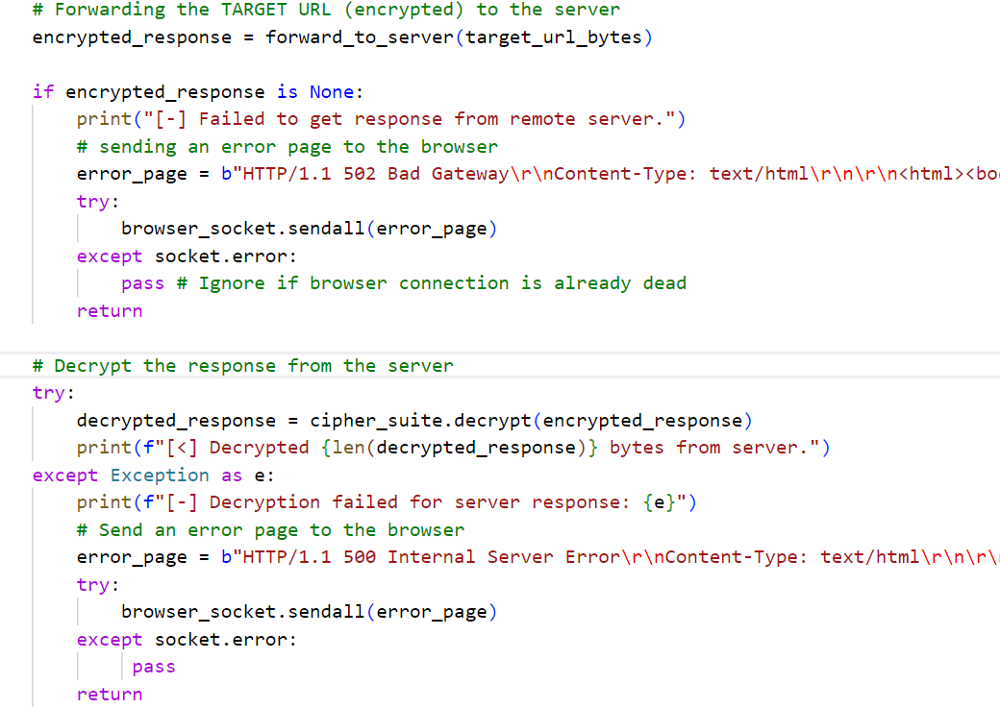 # Forwarding the TARGET URL (encrypted) to the server
encrypted_response = forward_to_server(target_url_bytes)
if encrypted_response is None:
print("[-] Failed to get response from remote server.")
# sending an error page to the browser
error_page = b"HTTP/1.1 502 Bad Gateway\r\nContent-Type: text/html\r\n\r\n<html><bo
try:
browser_socket.sendall(error_page)
except socket.error:
pass # Ignore if browser connection is already dead
return
# Decrypt the response from the server
try:
decrypted_response = cipher_suite.decrypt(encrypted_response)
print(f"[<] Decrypted {len(decrypted_response)} bytes from server.")
except Exception as e:
print(f"[-] Decryption failed for server response: {e}")
# Send an error page to the browser
error_page = b"HTTP/1.1 500 Internal Server Error\r\nContent-Type: text/html\r\n\r\
try:
browser_socket.sendall(error_page)
except socket.error:
pass
return